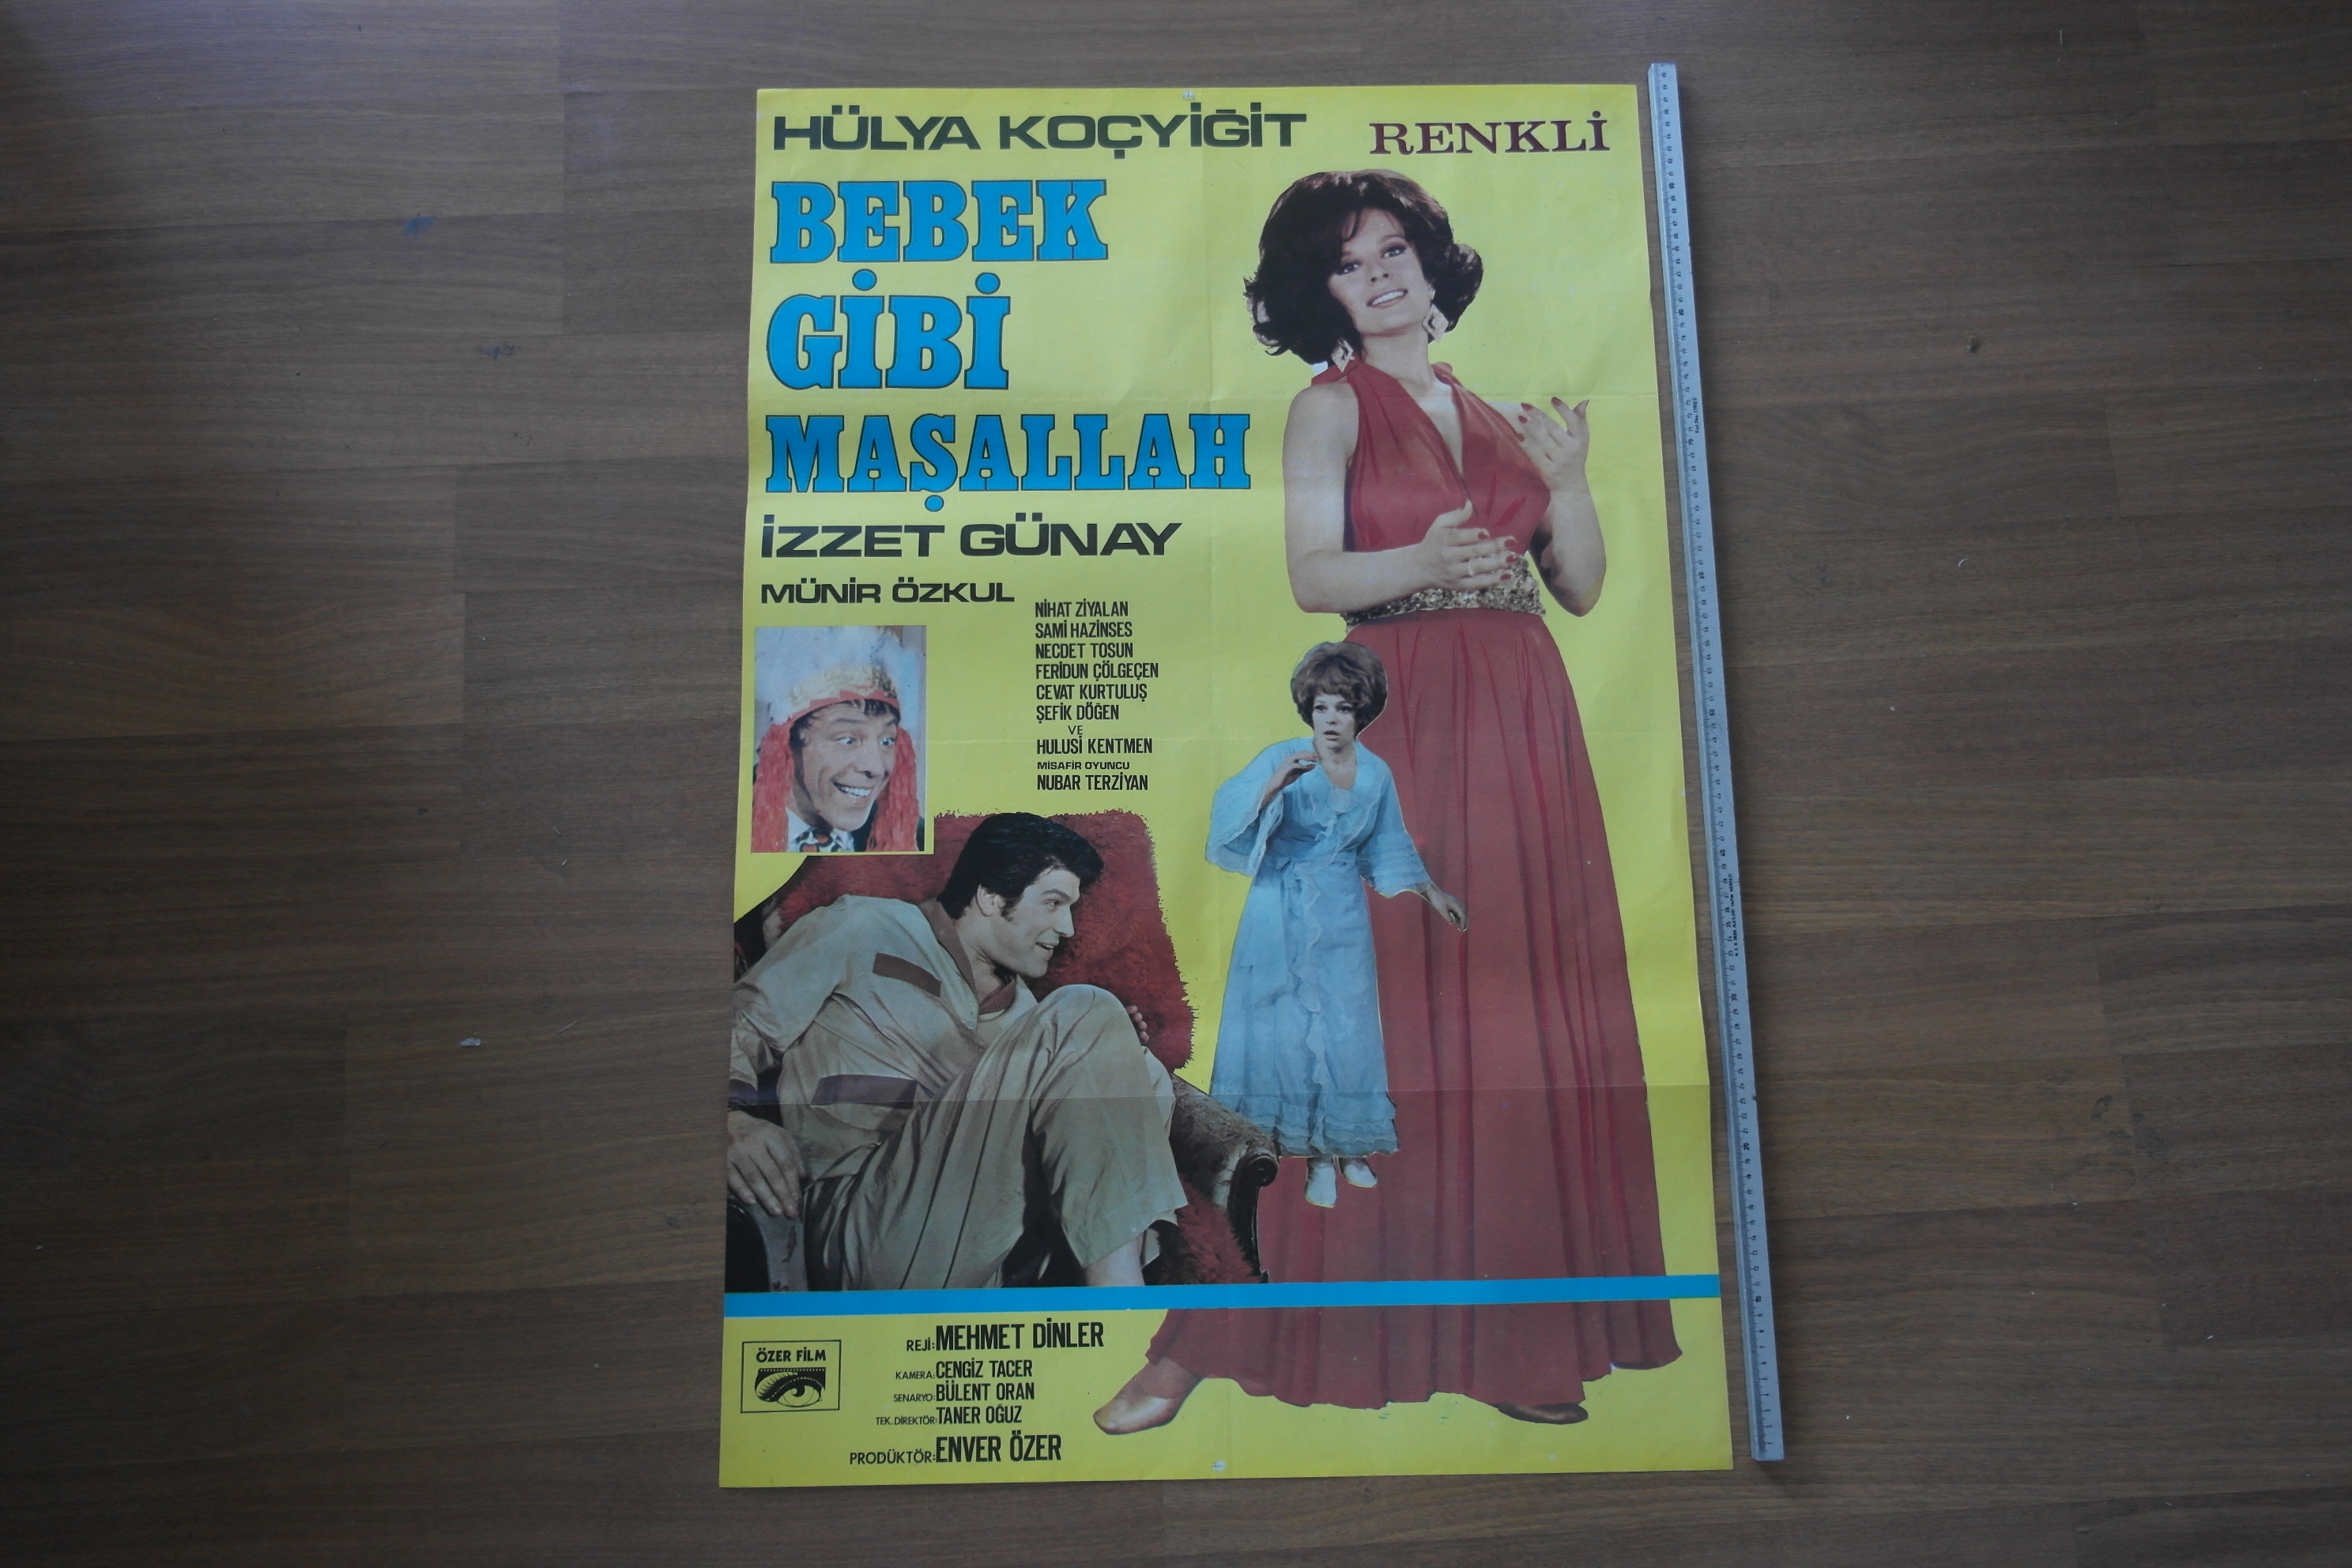 HÜLYA KOÇYİĞİT RENKLİ
BEBEK
GİBİ
MAŞALLAH
İZZET GÜNAY
MÜNİR ÖZKUL
NİHAT ZİYALAN
SAMİ HAZİNSES
NECDET TOSUN
FERİDUN ÇÖLGEÇEN
CEVAT KURTULUŞ
ŞEFİK DÖĞEN
VE
HULUSİ KENTMEN
MİSAFİR OYUNCU
NUBAR TERZİYAN
ÖZER FİLM
REJİ: MEHMET DİNLER
KAMERA: CENGİZ TACER
SENARYO: BÜLENT ORAN
TEK. DİREKTÖR: TANER OĞUZ
PRODÜKTÖR: ENVER ÖZER